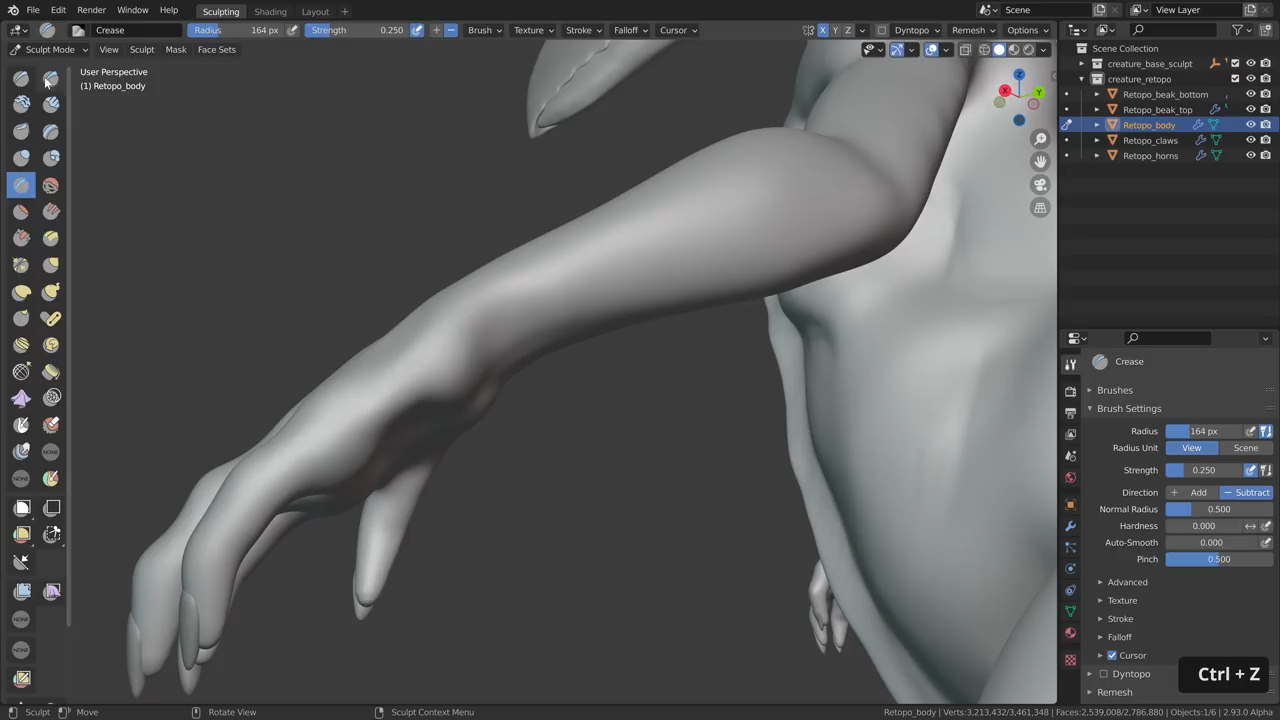 File Edit Render Window Help Sculpting Shading Layout + Scene View Layer
Crease Radius 164 px Strength 0.250 + − Brush Texture Stroke Falloff Cursor X Y Z Dyntopo Remesh Options
Sculpt Mode View Sculpt Mask Face Sets
Scene Collection
creature_base_sculpt
creature_retopo
Retopo_beak_bottom
Retopo_beak_top
Retopo_body
Retopo_claws
Retopo_horns
User Perspective
(1) Retopo_body
Z
X
Y
NONE
NONE
NONE
NONE
Crease
Brushes
Brush Settings
Radius 164 px
Radius Unit View Scene
Strength 0.250
Direction + Add − Subtract
Normal Radius 0.500
Hardness 0.000
Auto-Smooth 0.000
Pinch 0.500
Advanced
Texture
Stroke
Falloff
Cursor
Dyntopo
Remesh
Ctrl + Z
Sculpt Move Rotate View Sculpt Context Menu Retopo_body | Verts:3,213,432/3,461,348 | Faces:2,539,008/2,786,880 | Objects:1/6 | 2.93.0 Alpha